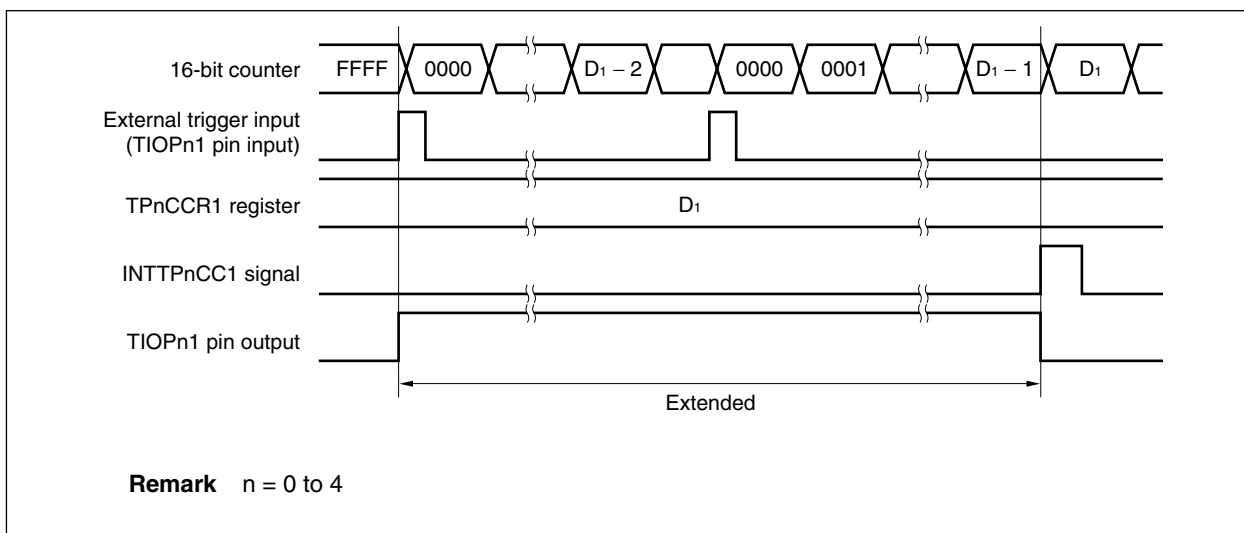 16-bit counter FFFF 0000 D₁ − 2 0000 0001 D₁ − 1 D₁
External trigger input
(TIOPn1 pin input)
TPnCCR1 register D₁
INTTPnCC1 signal
TIOPn1 pin output
Extended
Remark n = 0 to 4